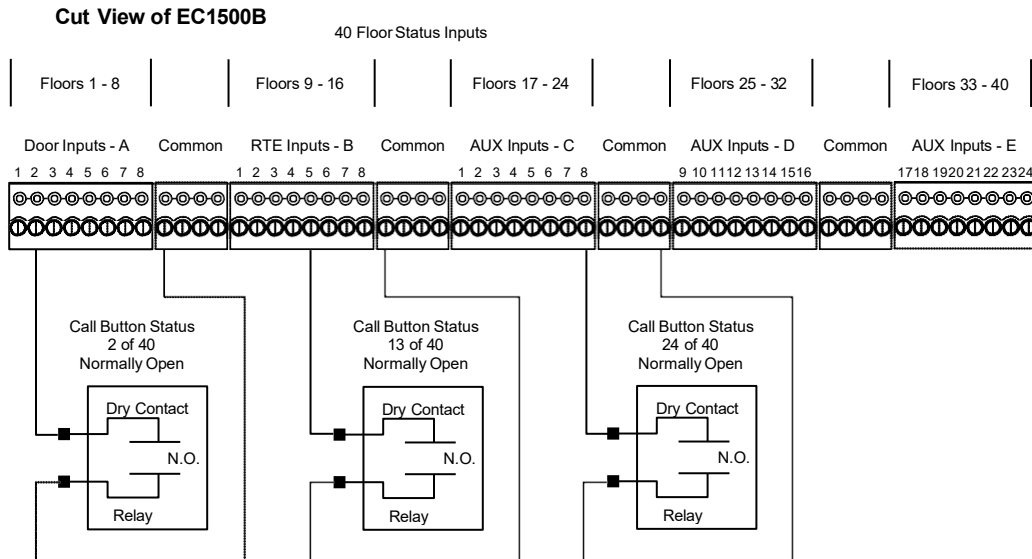 Cut View of EC1500B
40 Floor Status Inputs
Floors 1 - 8
Floors 9 - 16
Floors 17 - 24
Floors 25 - 32
Floors 33 - 40
Door Inputs - A
Common
RTE Inputs - B
Common
AUX Inputs - C
Common
AUX Inputs - D
Common
AUX Inputs - E
1 2 3 4 5 6 7 8
1 2 3 4 5 6 7 8
1 2 3 4 5 6 7 8
9 10 11 12 13 14 15 16
17 18 19 20 21 22 23 24
Call Button Status
2 of 40
Normally Open
Dry Contact
N.O.
Relay
Call Button Status
13 of 40
Normally Open
Dry Contact
N.O.
Relay
Call Button Status
24 of 40
Normally Open
Dry Contact
N.O.
Relay